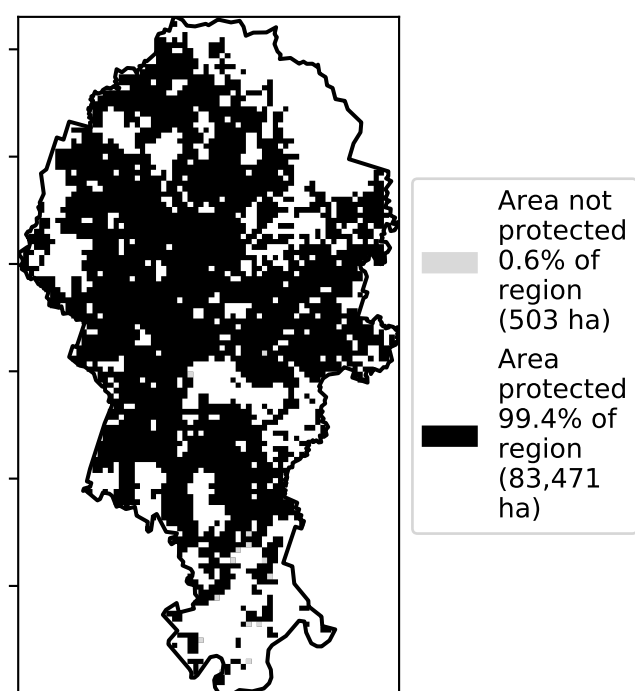 Area not
protected
0.6% of
region
(503 ha)
Area
protected
99.4% of
region
(83,471
ha)